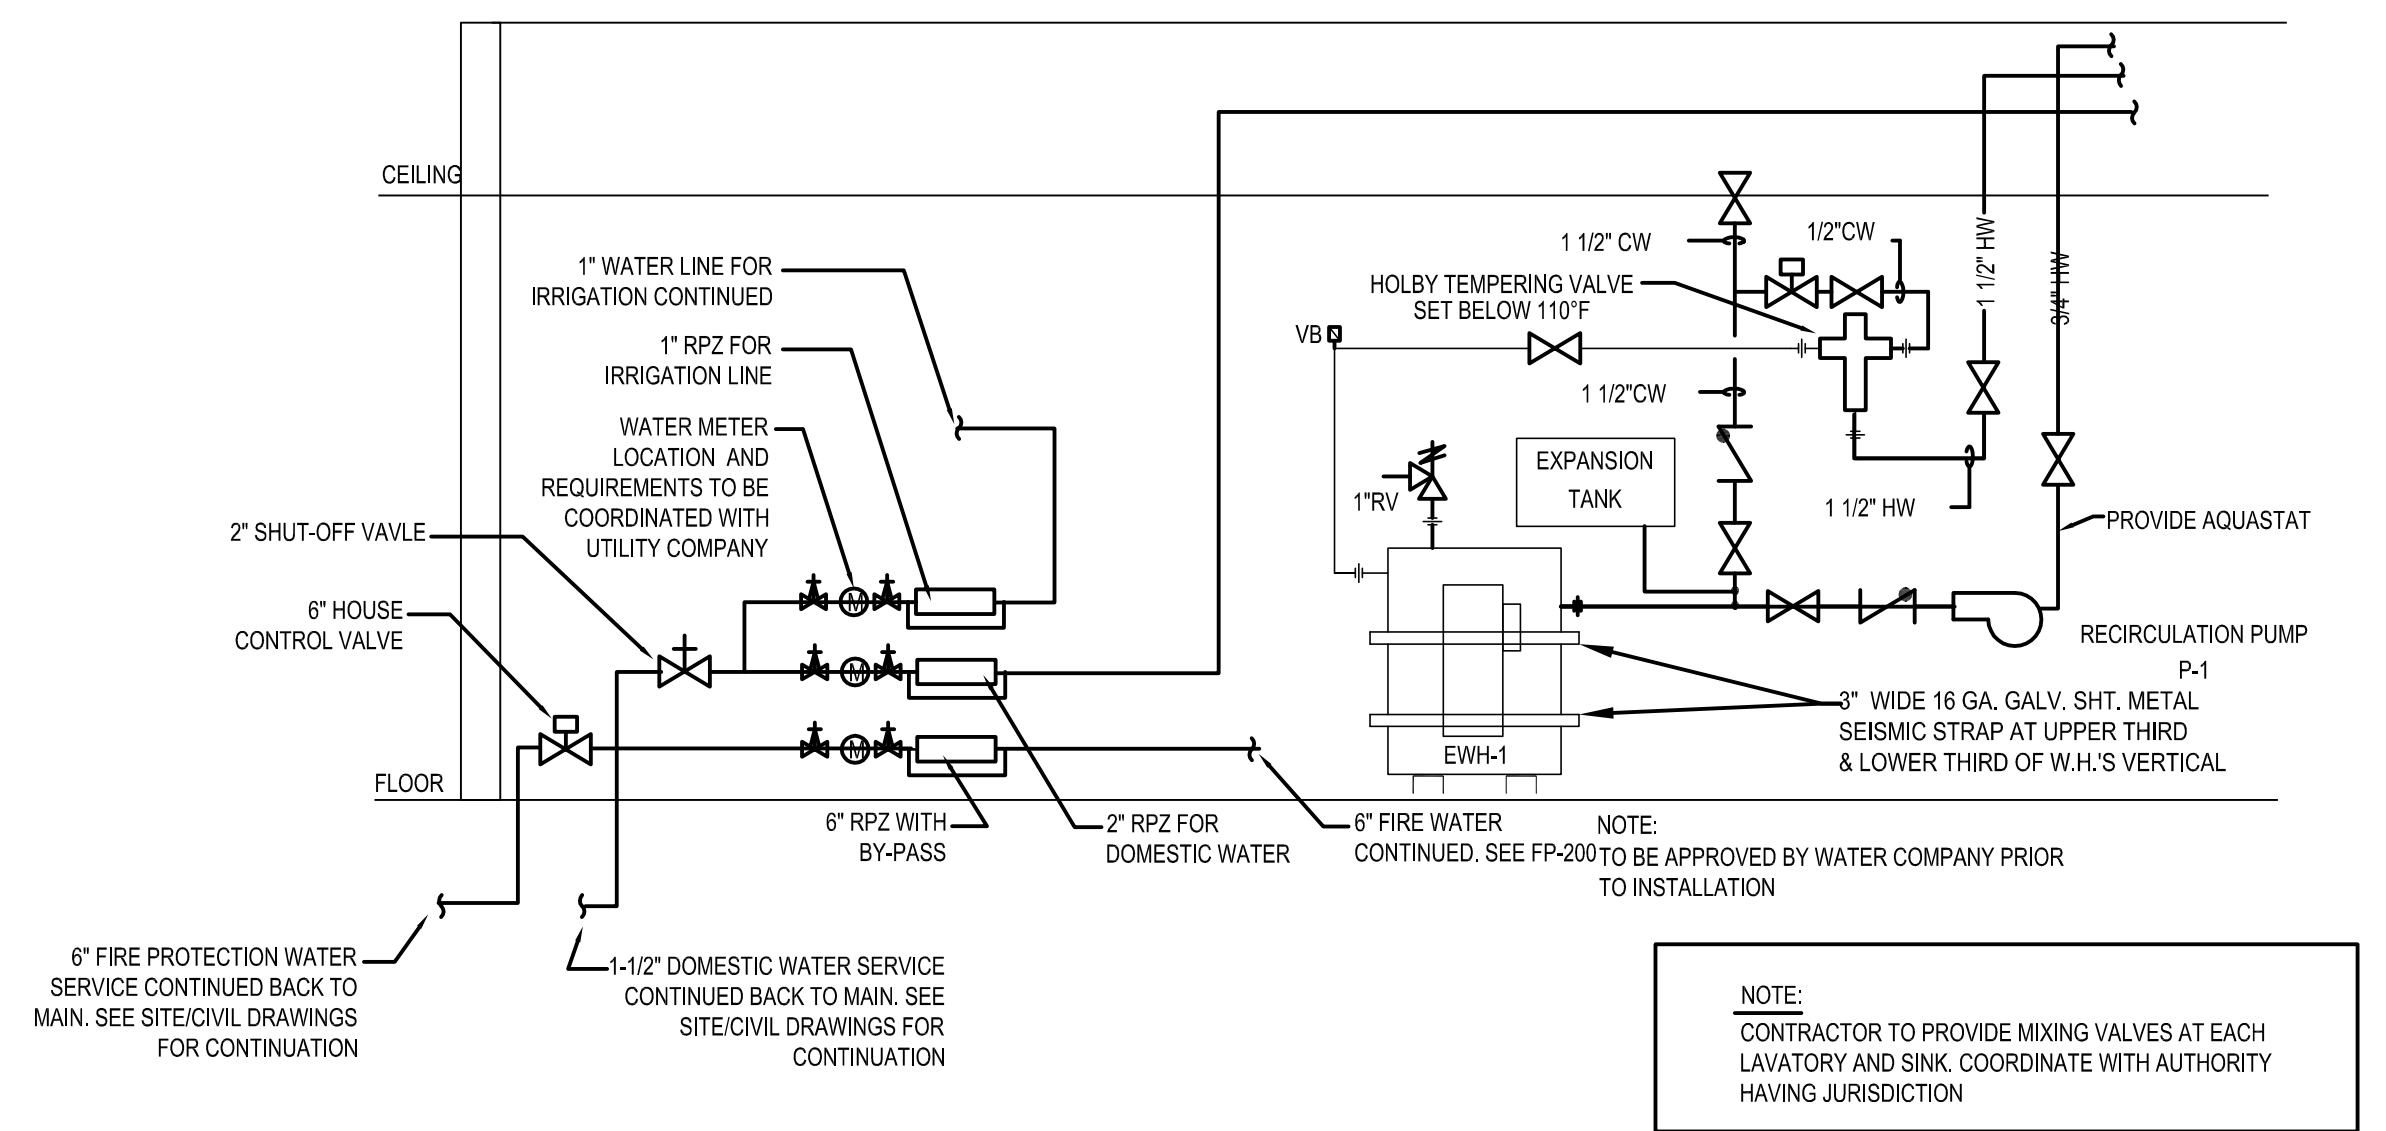 CEILING
1" WATER LINE FOR
IRRIGATION CONTINUED
1" RPZ FOR
IRRIGATION LINE
WATER METER
LOCATION AND
REQUIREMENTS TO BE
COORDINATED WITH
UTILITY COMPANY
2" SHUT-OFF VAVLE
6" HOUSE
CONTROL VALVE
M
M
M
FLOOR
6" RPZ WITH
BY-PASS
2" RPZ FOR
DOMESTIC WATER
6" FIRE WATER
CONTINUED. SEE FP-200
6" FIRE PROTECTION WATER
SERVICE CONTINUED BACK TO
MAIN. SEE SITE/CIVIL DRAWINGS
FOR CONTINUATION
1-1/2" DOMESTIC WATER SERVICE
CONTINUED BACK TO MAIN. SEE
SITE/CIVIL DRAWINGS FOR
CONTINUATION
1 1/2" CW
1/2"CW
HOLBY TEMPERING VALVE
SET BELOW 110°F
VB
1 1/2"CW
1 1/2" HW
3/4" HW
EXPANSION
TANK
1"RV
1 1/2" HW
PROVIDE AQUASTAT
RECIRCULATION PUMP
P-1
3" WIDE 16 GA. GALV. SHT. METAL
SEISMIC STRAP AT UPPER THIRD
& LOWER THIRD OF W.H.'S VERTICAL
EWH-1
NOTE:
TO BE APPROVED BY WATER COMPANY PRIOR
TO INSTALLATION
NOTE:
CONTRACTOR TO PROVIDE MIXING VALVES AT EACH
LAVATORY AND SINK. COORDINATE WITH AUTHORITY
HAVING JURISDICTION